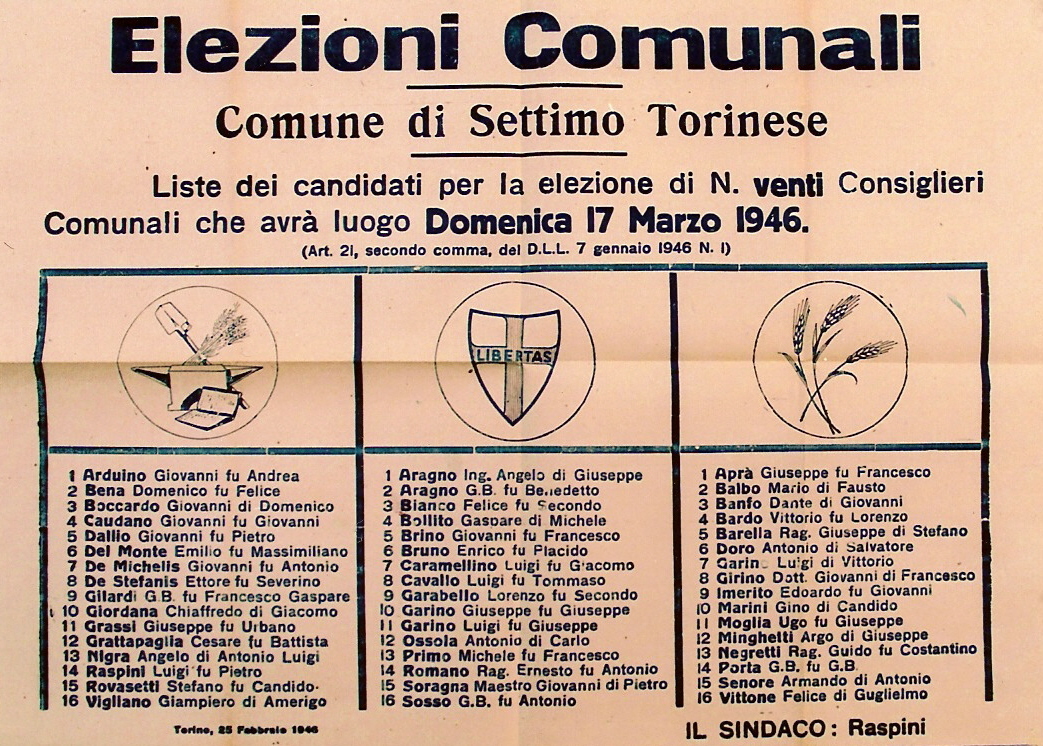 Elezioni Comunali
Comune di Settimo Torinese
Liste dei candidati per la elezione di N. venti Consiglieri
Comunali che avrà luogo Domenica 17 Marzo 1946.
(Art. 21, secondo comma, del D.L.L. 7 gennaio 1946 N. 1)
LIBERTAS
1 Arduino Giovanni fu Andrea
2 Bena Domenico fu Felice
3 Boccardo Giovanni di Domenico
4 Caudano Giovanni fu Giovanni
5 Dallio Giovanni fu Pietro
6 Del Monte Emilio fu Massimiliano
7 De Michelis Giovanni fu Antonio
8 De Stefanis Ettore fu Severino
9 Gilardi G.B. fu Francesco Gaspare
10 Giordana Chiaffredo di Giacomo
11 Grassi Giuseppe fu Urbano
12 Grattapaglia Cesare fu Battista
13 Nigra Angelo di Antonio Luigi
14 Raspini Luigi fu Pietro
15 Rovasetti Stefano fu Candido
16 Vigliano Giampiero di Amerigo
1 Aragno Ing. Angelo di Giuseppe
2 Aragno G.B. fu Benedetto
3 Bianco Felice fu Secondo
4 Bollito Gaspare di Michele
5 Brino Giovanni fu Francesco
6 Bruno Enrico fu Placido
7 Caramellino Luigi fu Giacomo
8 Cavallo Luigi fu Tommaso
9 Garabello Lorenzo fu Secondo
10 Garino Giuseppe fu Giuseppe
11 Garino Luigi fu Giuseppe
12 Ossola Antonio di Carlo
13 Primo Michele fu Francesco
14 Romano Rag. Ernesto fu Antonio
15 Soragna Maestro Giovanni di Pietro
16 Sosso G.B. fu Antonio
1 Aprà Giuseppe fu Francesco
2 Balbo Mario di Fausto
3 Banfo Dante di Giovanni
4 Bardo Vittorio fu Lorenzo
5 Barella Rag. Giuseppe di Stefano
6 Doro Antonio di Salvatore
7 Luigi di Vittorio
8 Girino Dott. Giovanni di Francesco
9 Imerito Edoardo fu Giovanni
10 Marini Gino di Candido
11 Moglia Ugo fu Giuseppe
12 Minghetti Argo di Giuseppe
13 Negretti Rag. Guido fu Costantino
14 Porta G.B. fu G.B.
15 Senore Armando di Antonio
16 Vittone Felice di Guglielmo
Torino, 25 Febbraio 1946
IL SINDACO: Raspini